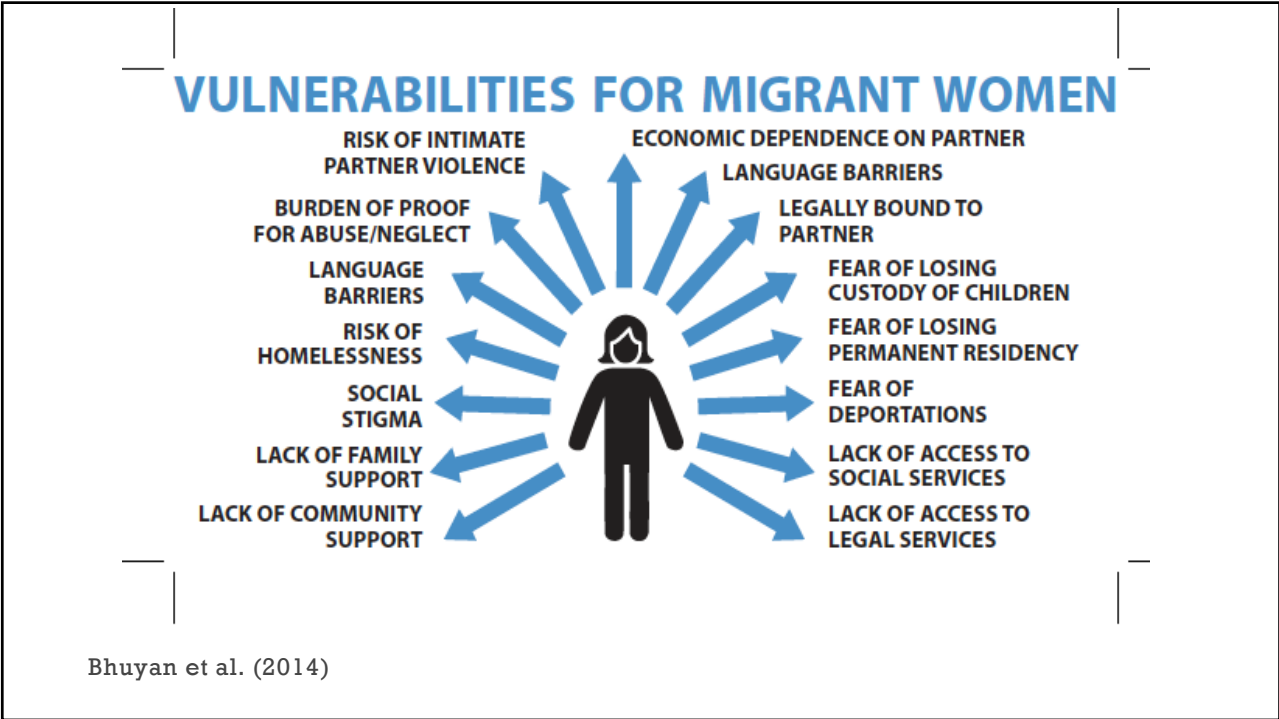 VULNERABILITIES FOR MIGRANT WOMEN
RISK OF INTIMATE
PARTNER VIOLENCE
BURDEN OF PROOF
FOR ABUSE/NEGLECT
LANGUAGE
BARRIERS
RISK OF
HOMELESSNESS
SOCIAL
STIGMA
LACK OF FAMILY
SUPPORT
LACK OF COMMUNITY
SUPPORT
ECONOMIC DEPENDENCE ON PARTNER
LANGUAGE BARRIERS
LEGALLY BOUND TO
PARTNER
FEAR OF LOSING
CUSTODY OF CHILDREN
FEAR OF LOSING
PERMANENT RESIDENCY
FEAR OF
DEPORTATIONS
LACK OF ACCESS TO
SOCIAL SERVICES
LACK OF ACCESS TO
LEGAL SERVICES
Bhuyan et al. (2014)